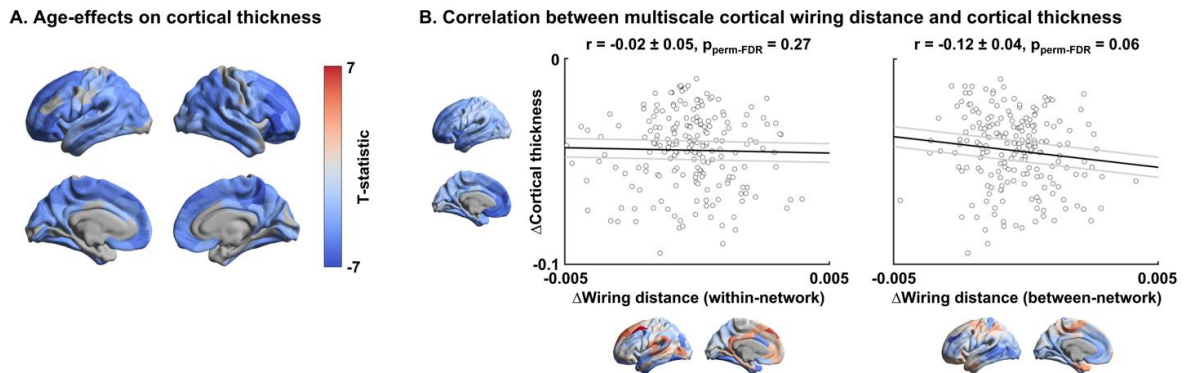 A. Age-effects on cortical thickness
7
T-statistic
-7
B. Correlation between multiscale cortical wiring distance and cortical thickness
r = -0.02 ± 0.05, pperm-FDR = 0.27
0
ΔCortical thickness
-0.1
-0.005
0.005
ΔWiring distance (within-network)
r = -0.12 ± 0.04, pperm-FDR = 0.06
-0.005
0.005
ΔWiring distance (between-network)